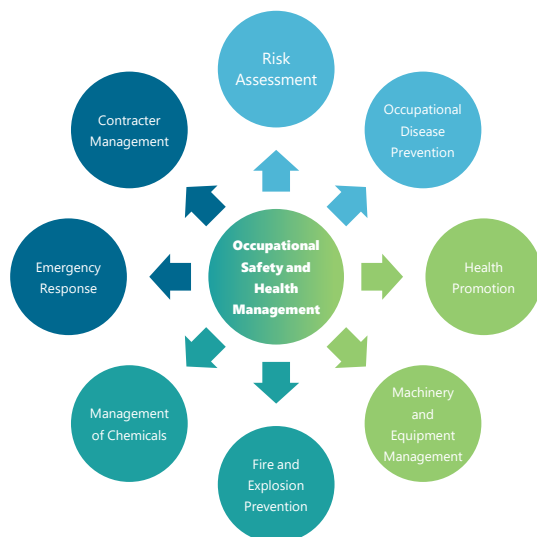 Risk
Assessment
Occupational
Disease
Prevention
Health
Promotion
Machinery
and
Equipment
Management
Fire and
Explosion
Prevention
Management
of Chemicals
Emergency
Response
Contracter
Management
Occupational
Safety and
Health
Management